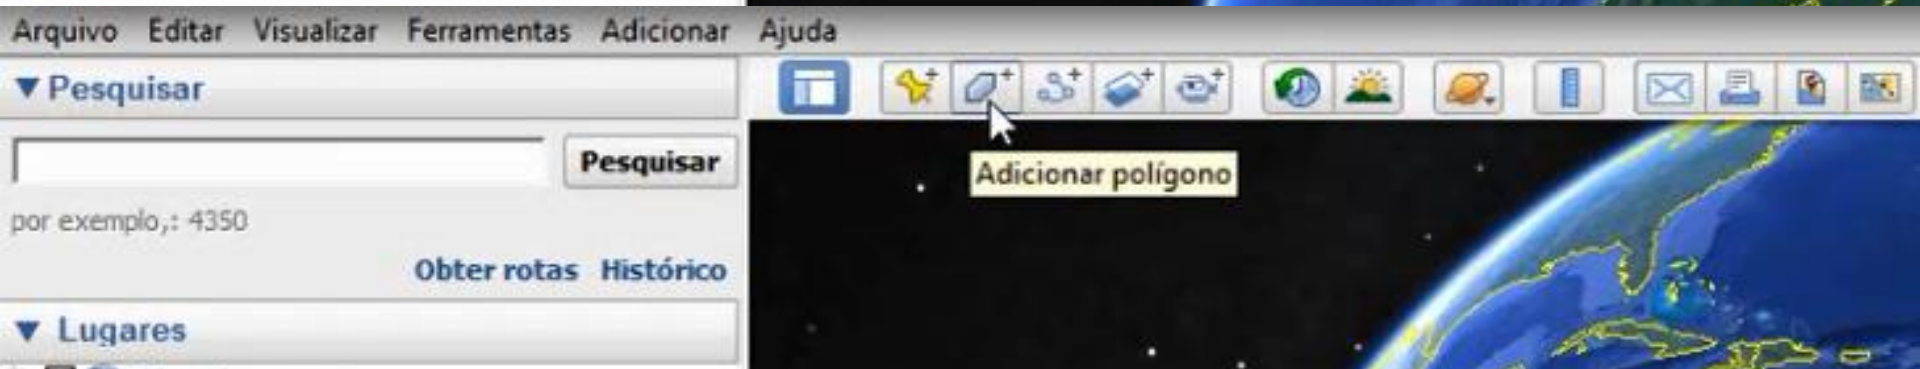 Arquivo Editar Visualizar Ferramentas Adicionar Ajuda
Pesquisar
Pesquisar
Adicionar polígono
por exemplo,: 4350
Obter rotas Histórico
Lugares